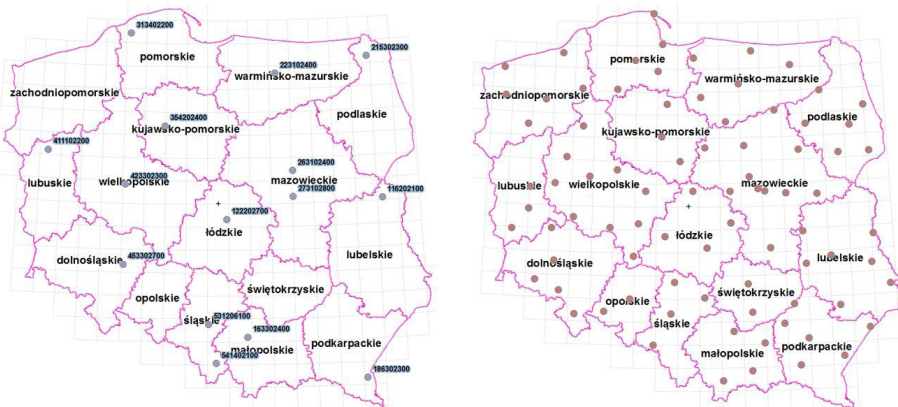 313402200
pomorskie
215302300
223102400
warmińsko-mazurskie
zachodniopomorskie
podlaskie
354202400
kujawsko-pomorskie
411102200
263102400
lubuskie
423302300
wielkopolskie
mazowieckie
273102800
116202100
122202700
łódzkie
lubelskie
453302700
dolnośląskie
opolskie
świętokrzyskie
531206100
śląskie
163302400
małopolskie
podkarpackie
541402100
186302300
pomorskie
warmińsko-mazurskie
zachodniopomorskie
podlaskie
kujawsko-pomorskie
lubuskie
wielkopolskie
mazowieckie
łódzkie
dolnośląskie
lubelskie
opolskie
świętokrzyskie
śląskie
małopolskie
podkarpackie